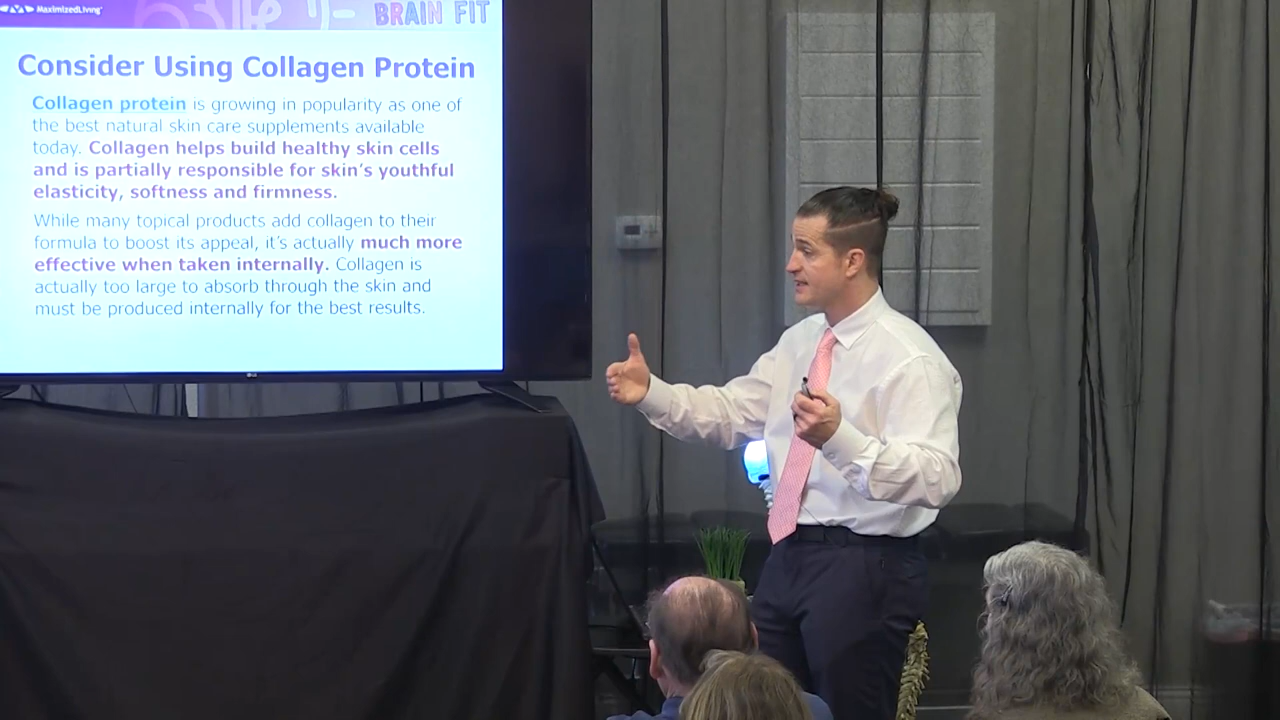 MaximizedLiving
BRAIN FIT
Consider Using Collagen Protein
Collagen protein is growing in popularity as one of
the best natural skin care supplements available
today. Collagen helps build healthy skin cells
and is partially responsible for skin's youthful
elasticity, softness and firmness.
While many topical products add collagen to their
formula to boost its appeal, it's actually much more
effective when taken internally. Collagen is
actually too large to absorb through the skin and
must be produced internally for the best results.